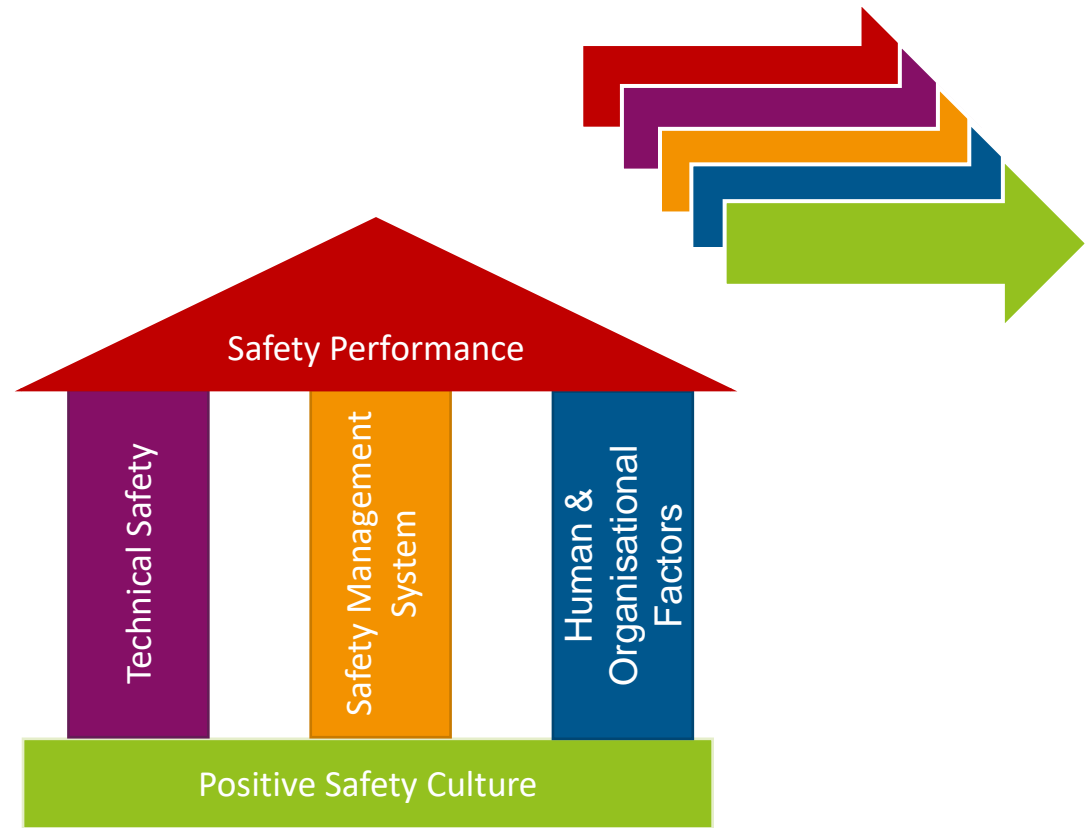 Safety Performance
Technical Safety
Safety Management
System
Human &
Organisational
Factors
Positive Safety Culture